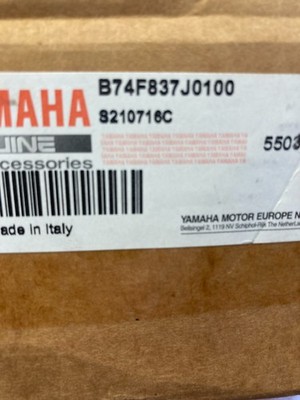 B74F837J0100
AMAHA
S210716C
UINE
5503
ccessories
YAMAHA MOTOR EUROPE N
ade in Italy